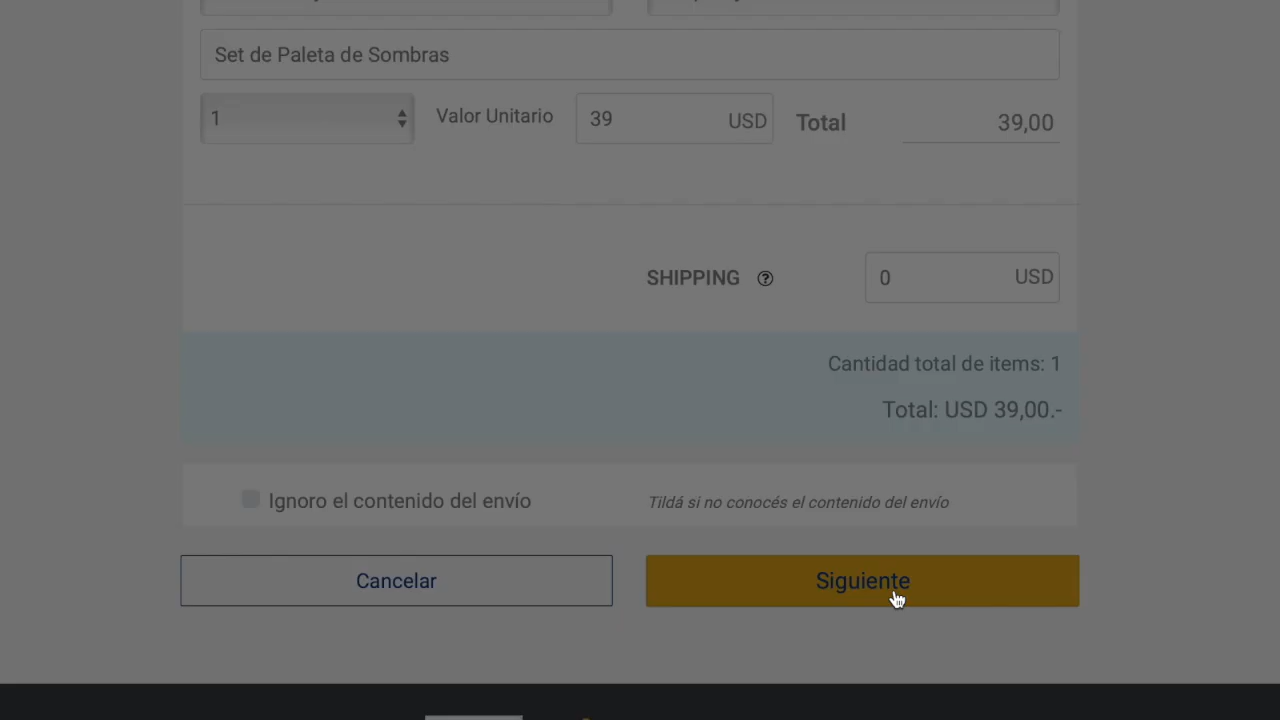 Set de Paleta de Sombras
1 Valor Unitario 39 USD Total 39,00
SHIPPING ? 0 USD
Cantidad total de items: 1
Total: USD 39,00.-
Ignoro el contenido del envío Tildá si no conocés el contenido del envío
Cancelar Siguiente